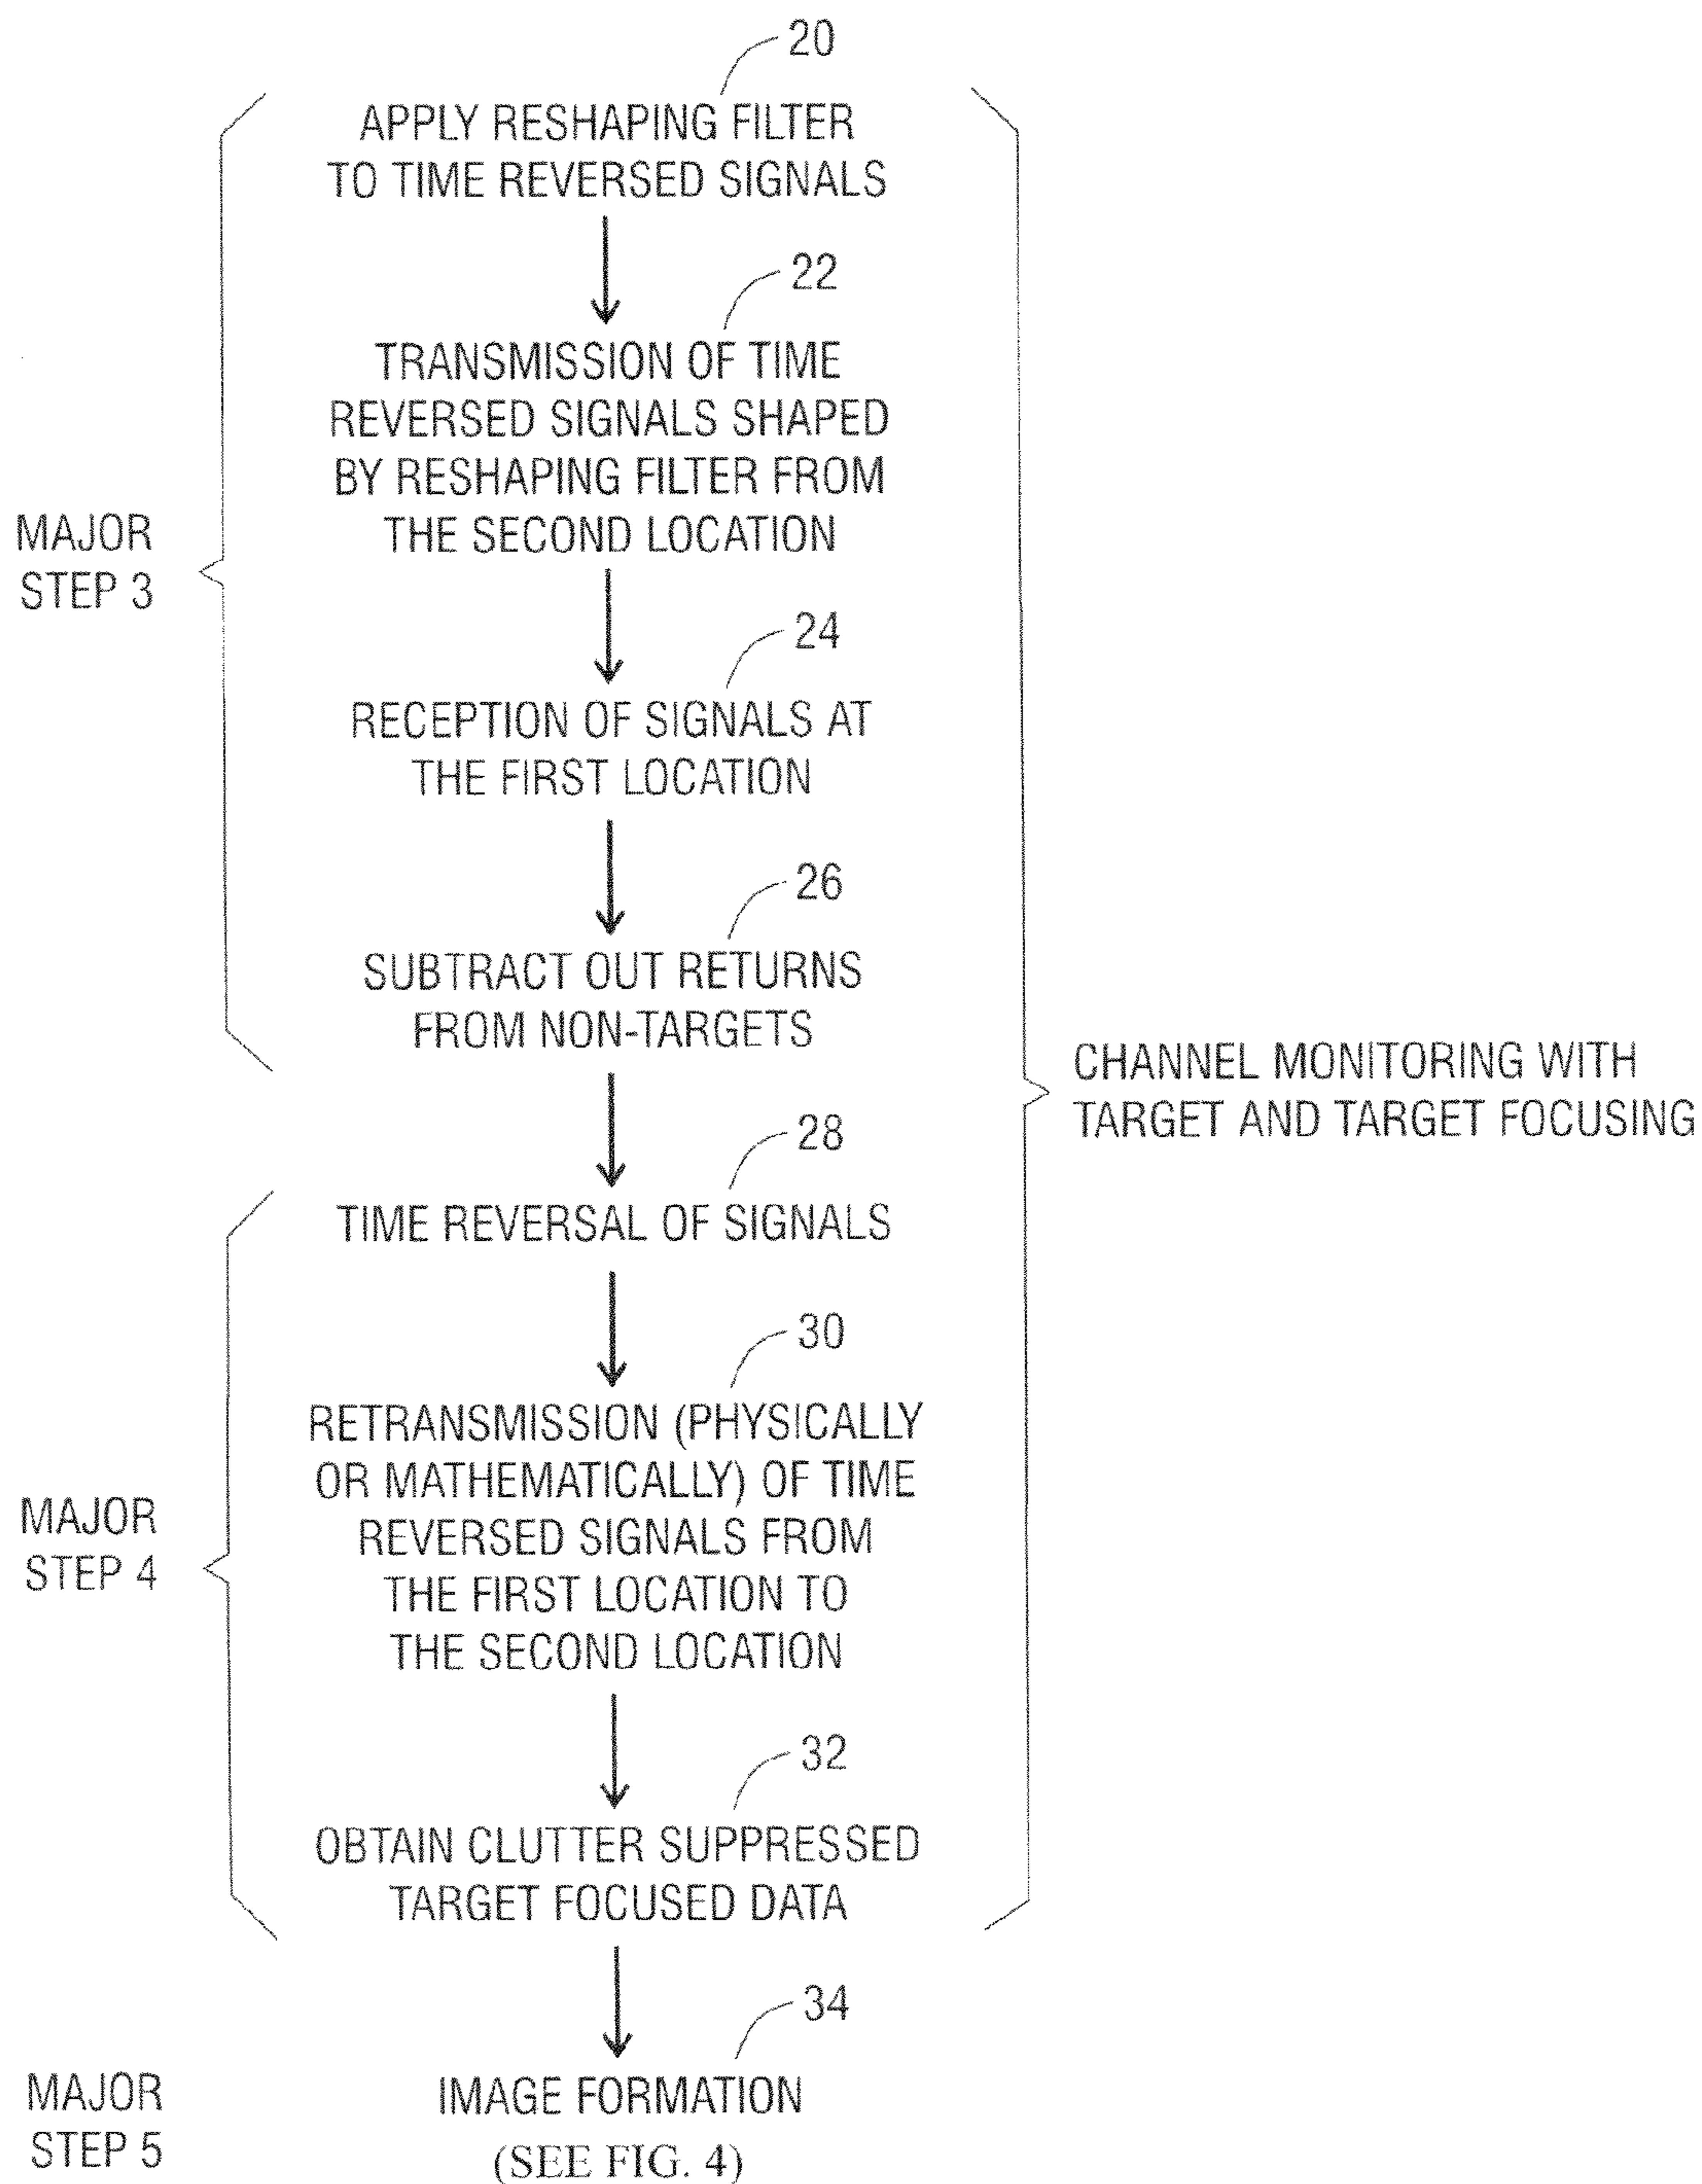 20
APPLY RESHAPING FILTER
TO TIME REVERSED SIGNALS
22
TRANSMISSION OF TIME
REVERSED SIGNALS SHAPED
BY RESHAPING FILTER FROM
THE SECOND LOCATION
MAJOR
STEP 3
24
RECEPTION OF SIGNALS AT
THE FIRST LOCATION
26
SUBTRACT OUT RETURNS
FROM NON-TARGETS
CHANNEL MONITORING WITH
TARGET AND TARGET FOCUSING
28
TIME REVERSAL OF SIGNALS
30
RETRANSMISSION (PHYSICALLY
OR MATHEMATICALLY) OF TIME
REVERSED SIGNALS FROM
THE FIRST LOCATION TO
THE SECOND LOCATION
MAJOR
STEP 4
32
OBTAIN CLUTTER SUPPRESSED
TARGET FOCUSED DATA
34
MAJOR
STEP 5
IMAGE FORMATION
(SEE FIG. 4)